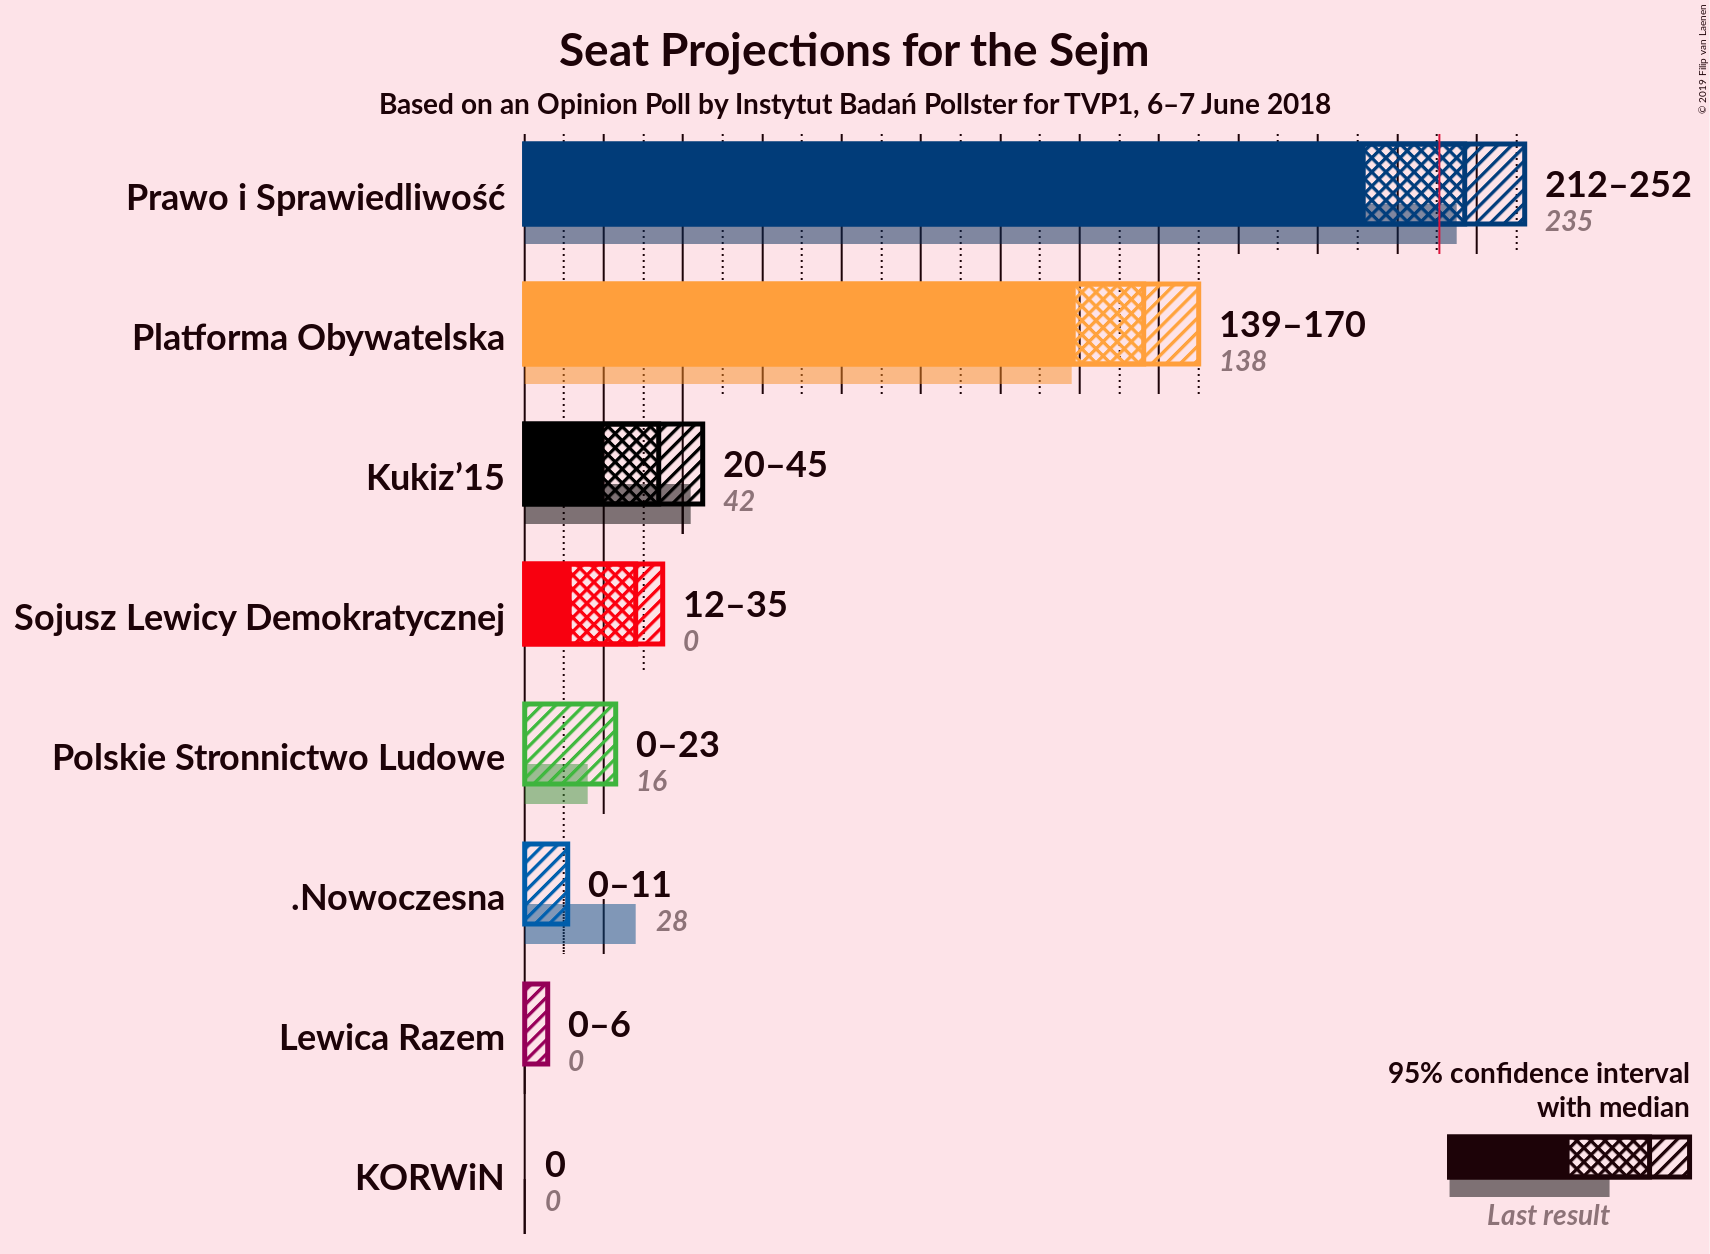 Seat Projections for the Sejm
Based on an Opinion Poll by Instytut Badań Pollster for TVP1, 6–7 June 2018
© 2019 Filip van Laenen
Prawo i Sprawiedliwość
212–252
235
Platforma Obywatelska
139–170
138
Kukiz’15
20–45
42
Sojusz Lewicy Demokratycznej
12–35
0
Polskie Stronnictwo Ludowe
0–23
16
.Nowoczesna
0–11
28
Lewica Razem
0–6
0
KORWiN
0
0
95% confidence interval
with median
Last result